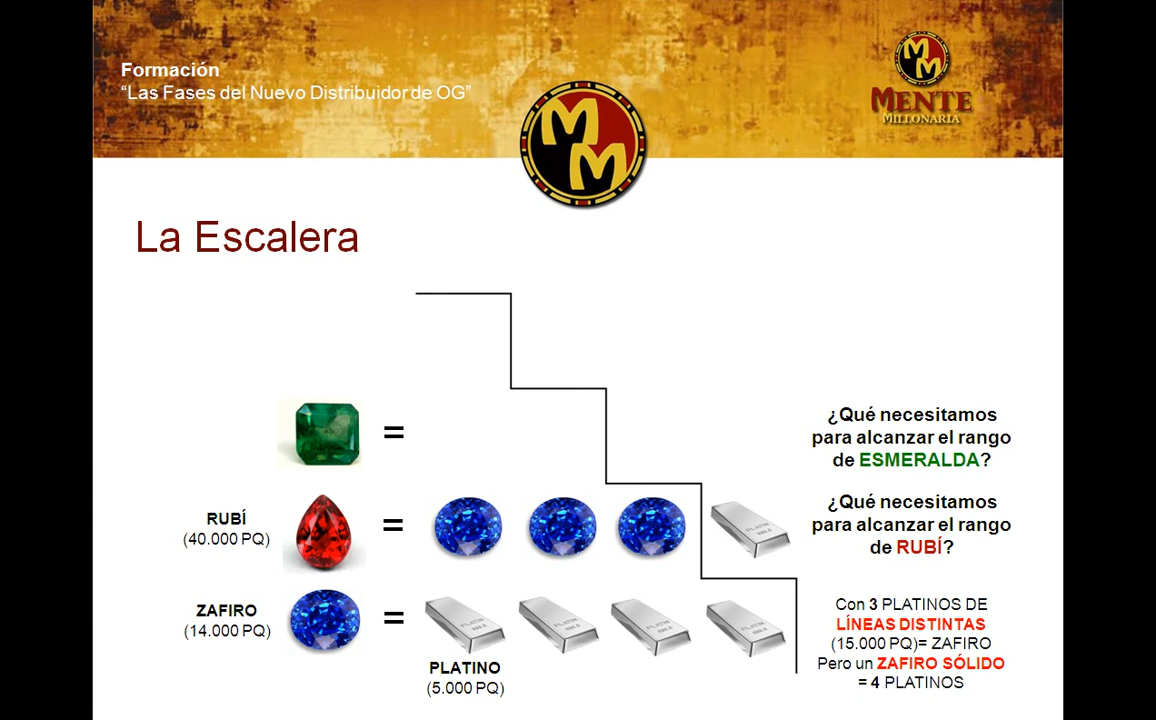 Formación
“Las Fases del Nuevo Distribuidor de OG”
MM
MENTE
MILLONARIA
MM
La Escalera
=
¿Qué necesitamos
para alcanzar el rango
de ESMERALDA?
RUBÍ
(40.000 PQ)
=
¿Qué necesitamos
para alcanzar el rango
de RUBÍ?
ZAFIRO
(14.000 PQ)
=
PLATINO
(5.000 PQ)
Con 3 PLATINOS DE
LÍNEAS DISTINTAS
(15.000 PQ)= ZAFIRO
Pero un ZAFIRO SÓLIDO
= 4 PLATINOS